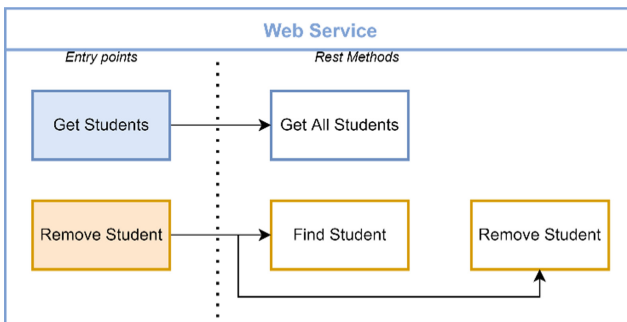 Web Service
Entry points
Rest Methods
Get Students
Get All Students
Remove Student
Find Student
Remove Student